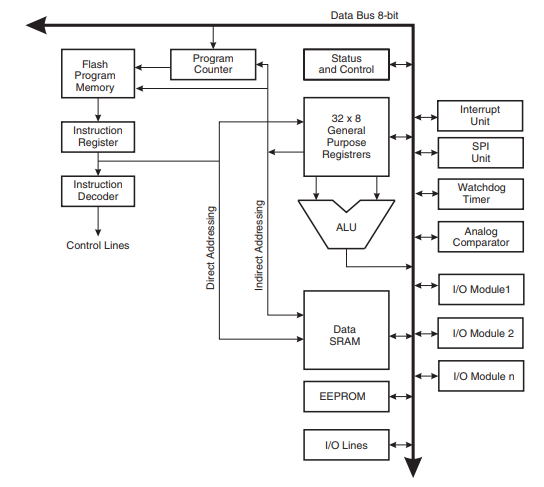 Data Bus 8-bit
Flash
Program
Memory
Program
Counter
Status
and Control
Instruction
Register
32 x 8
General
Purpose
Registrers
Interrupt
Unit
SPI
Unit
Instruction
Decoder
Watchdog
Timer
Control Lines
Direct Addressing
Indirect Addressing
ALU
Analog
Comparator
I/O Module1
Data
SRAM
I/O Module 2
I/O Module n
EEPROM
I/O Lines